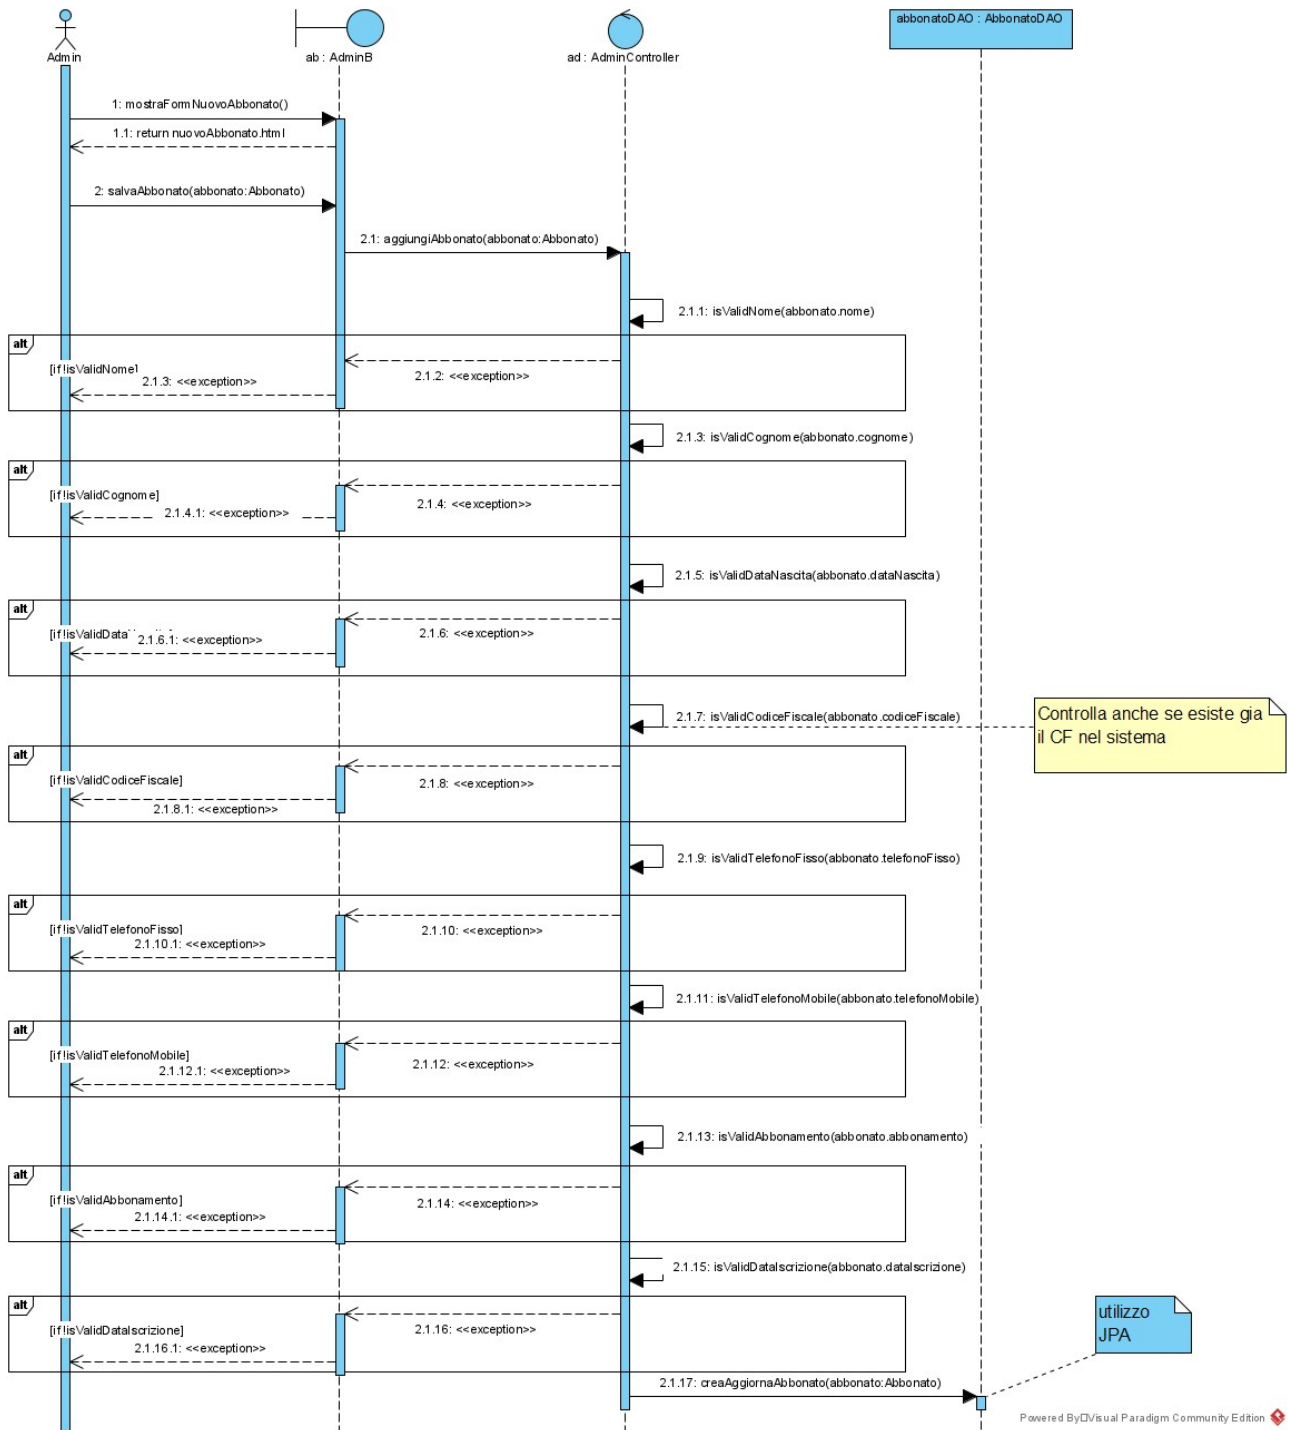 abbonatoDAO : AbbonatoDAO
Admin
ab : AdminB
ad : AdminController
1: mostraFormNuovoAbbonato()
1.1: return nuovoAbbonato.html
2: salvaAbbonato(abbonato:Abbonato)
2.1: aggiungiAbbonato(abbonato:Abbonato)
2.1.1: isValidNome(abbonato.nome)
alt
[if!isValidNome]
2.1.2: <<exception>>
2.1.3: <<exception>>
2.1.3: isValidCognome(abbonato.cognome)
alt
[if!isValidCognome]
2.1.4: <<exception>>
2.1.4.1: <<exception>>
2.1.5: isValidDataNascita(abbonato.dataNascita)
alt
[if!isValidData
2.1.6: <<exception>>
2.1.6.1: <<exception>>
2.1.7: isValidCodiceFiscale(abbonato.codiceFiscale)
Controlla anche se esiste gia
il CF nel sistema
alt
[if!isValidCodiceFiscale]
2.1.8: <<exception>>
2.1.8.1: <<exception>>
2.1.9: isValidTelefonoFisso(abbonato.telefonoFisso)
alt
[if!isValidTelefonoFisso]
2.1.10: <<exception>>
2.1.10.1: <<exception>>
2.1.11: isValidTelefonoMobile(abbonato.telefonoMobile)
alt
[if!isValidTelefonoMobile]
2.1.12: <<exception>>
2.1.12.1: <<exception>>
2.1.13: isValidAbbonamento(abbonato.abbonamento)
alt
[if!isValidAbbonamento]
2.1.14: <<exception>>
2.1.14.1: <<exception>>
2.1.15: isValidDataIscrizione(abbonato.dataIscrizione)
alt
[if!isValidDataIscrizione]
2.1.16: <<exception>>
2.1.16.1: <<exception>>
utilizzo
JPA
2.1.17: creaAggiornaAbbonato(abbonato:Abbonato)
Powered By Visual Paradigm Community Edition